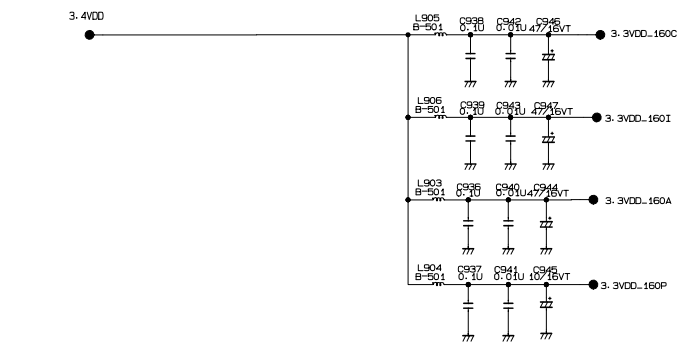 3.4VDD
L905
B-501
C938
0.1U
C942
0.01U
C946
47/16VT
3.3VDD_160C
L906
B-501
C939
0.1U
C943
0.01U
C947
47/16VT
3.3VDD_160I
L903
B-501
C936
0.1U
C940
0.01U
C944
47/16VT
3.3VDD_160A
L904
B-501
C937
0.1U
C941
0.01U
C945
10/16VT
3.3VDD_160P